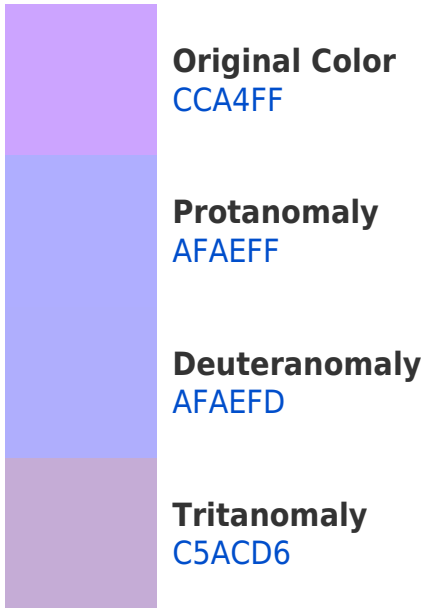 Original Color
CCA4FF
Protanomaly
AFAEFF
Deuteranomaly
AFAEFD
Tritanomaly
C5ACD6